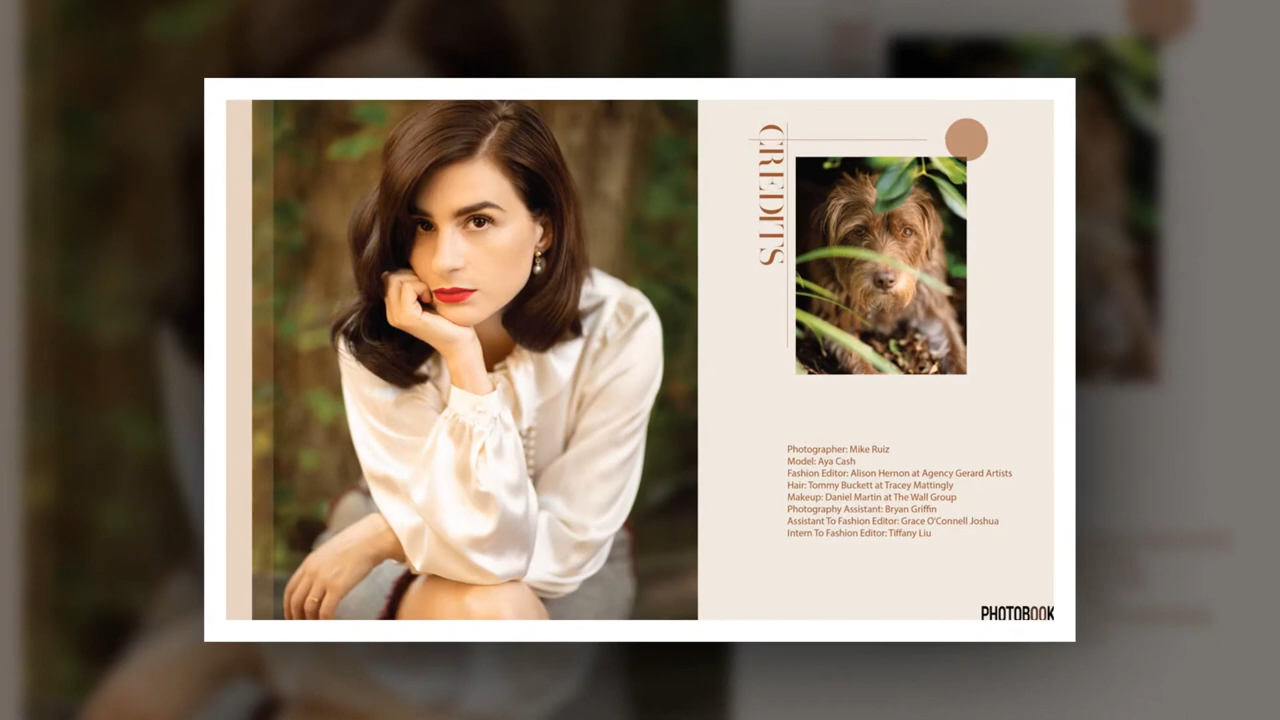 CREDITS
Photographer: Mike Ruiz
Model: Aya Cash
Fashion Editor: Alison Hernon at Agency Gerard Artists
Hair: Tommy Buckett at Tracey Mattingly
Makeup: Daniel Martin at The Wall Group
Photography Assistant: Bryan Griffin
Assistant To Fashion Editor: Grace O'Connell Joshua
Intern To Fashion Editor: Tiffany Liu
PHOTOBOOK